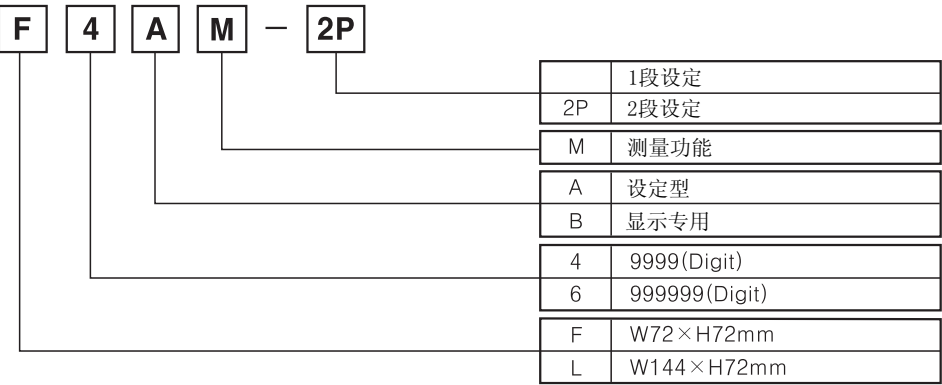 F 4 A M — 2P
1段设定
2P 2段设定
M 测量功能
A 设定型
B 显示专用
4 9999(Digit)
6 999999(Digit)
F W72×H72mm
L W144×H72mm